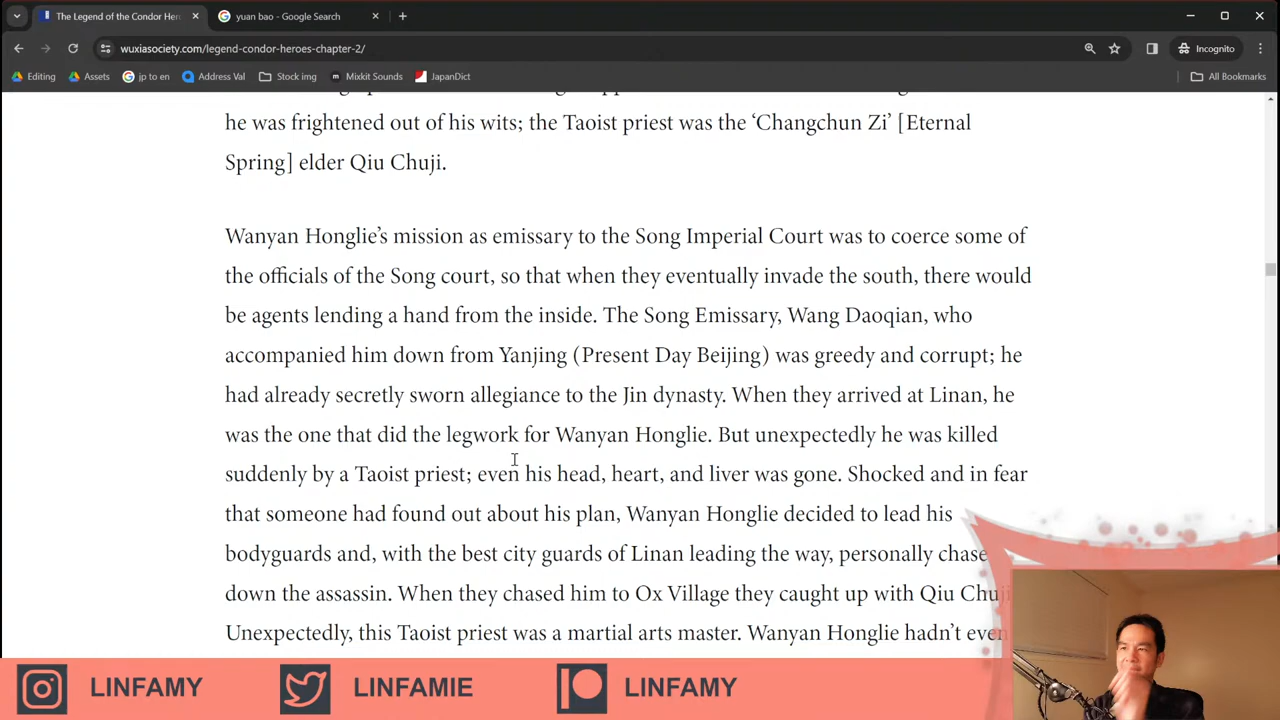 The Legend of the Condor Her
yuan bao - Google Search
wuxiasociety.com/legend-condor-heroes-chapter-2/
Incognito
Editing
Assets
jp to en
Address Val
Stock img
Mixkit Sounds
JapanDict
All Bookmarks
he was frightened out of his wits; the Taoist priest was the ‘Changchun Zi’ [Eternal
Spring] elder Qiu Chuji.
Wanyan Honglie’s mission as emissary to the Song Imperial Court was to coerce some of
the officials of the Song court, so that when they eventually invade the south, there would
be agents lending a hand from the inside. The Song Emissary, Wang Daoqian, who
accompanied him down from Yanjing (Present Day Beijing) was greedy and corrupt; he
had already secretly sworn allegiance to the Jin dynasty. When they arrived at Linan, he
was the one that did the legwork for Wanyan Honglie. But unexpectedly he was killed
suddenly by a Taoist priest; even his head, heart, and liver was gone. Shocked and in fear
that someone had found out about his plan, Wanyan Honglie decided to lead his
bodyguards and, with the best city guards of Linan leading the way, personally chase
down the assassin. When they chased him to Ox Village they caught up with Qiu Chuji
Unexpectedly, this Taoist priest was a martial arts master. Wanyan Honglie hadn’t even
LINFAMY
LINFAMIE
LINFAMY